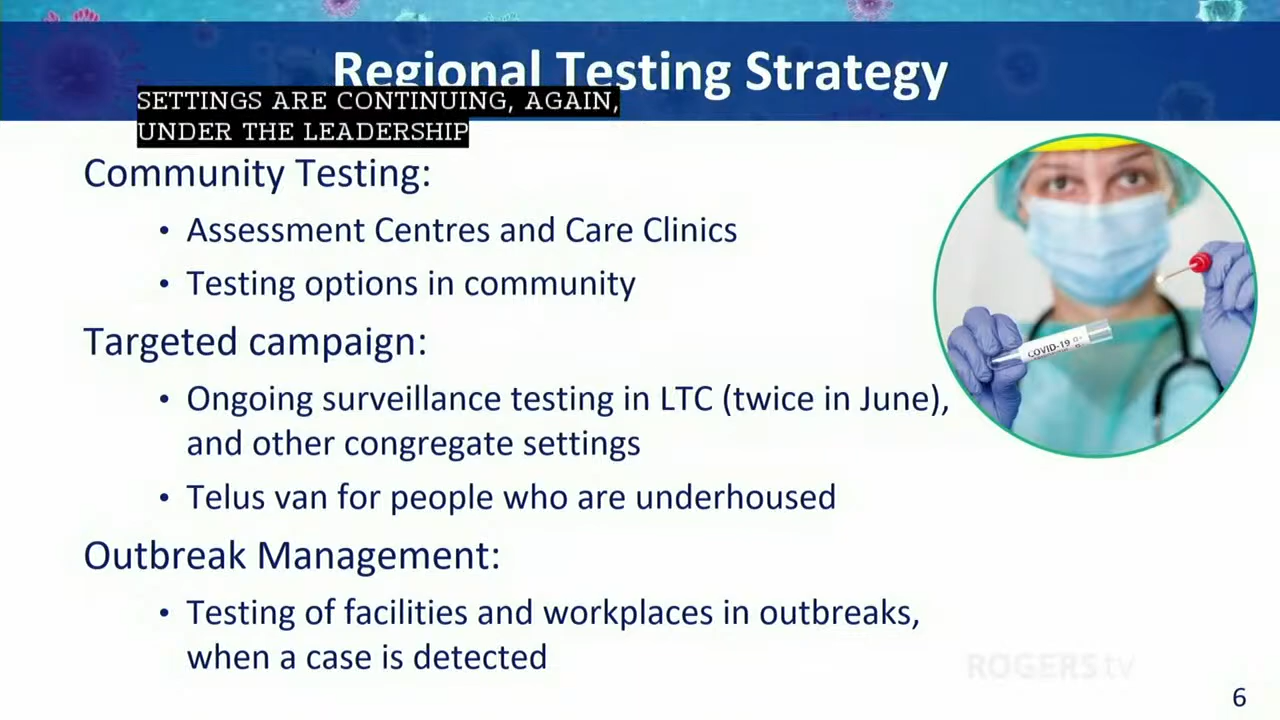 Regional Testing Strategy
SETTINGS ARE CONTINUING, AGAIN,
UNDER THE LEADERSHIP
Community Testing:
• Assessment Centres and Care Clinics
• Testing options in community
Targeted campaign:
• Ongoing surveillance testing in LTC (twice in June),
and other congregate settings
• Telus van for people who are underhoused
Outbreak Management:
• Testing of facilities and workplaces in outbreaks,
when a case is detected
COVID-19
ROGERS tv
6